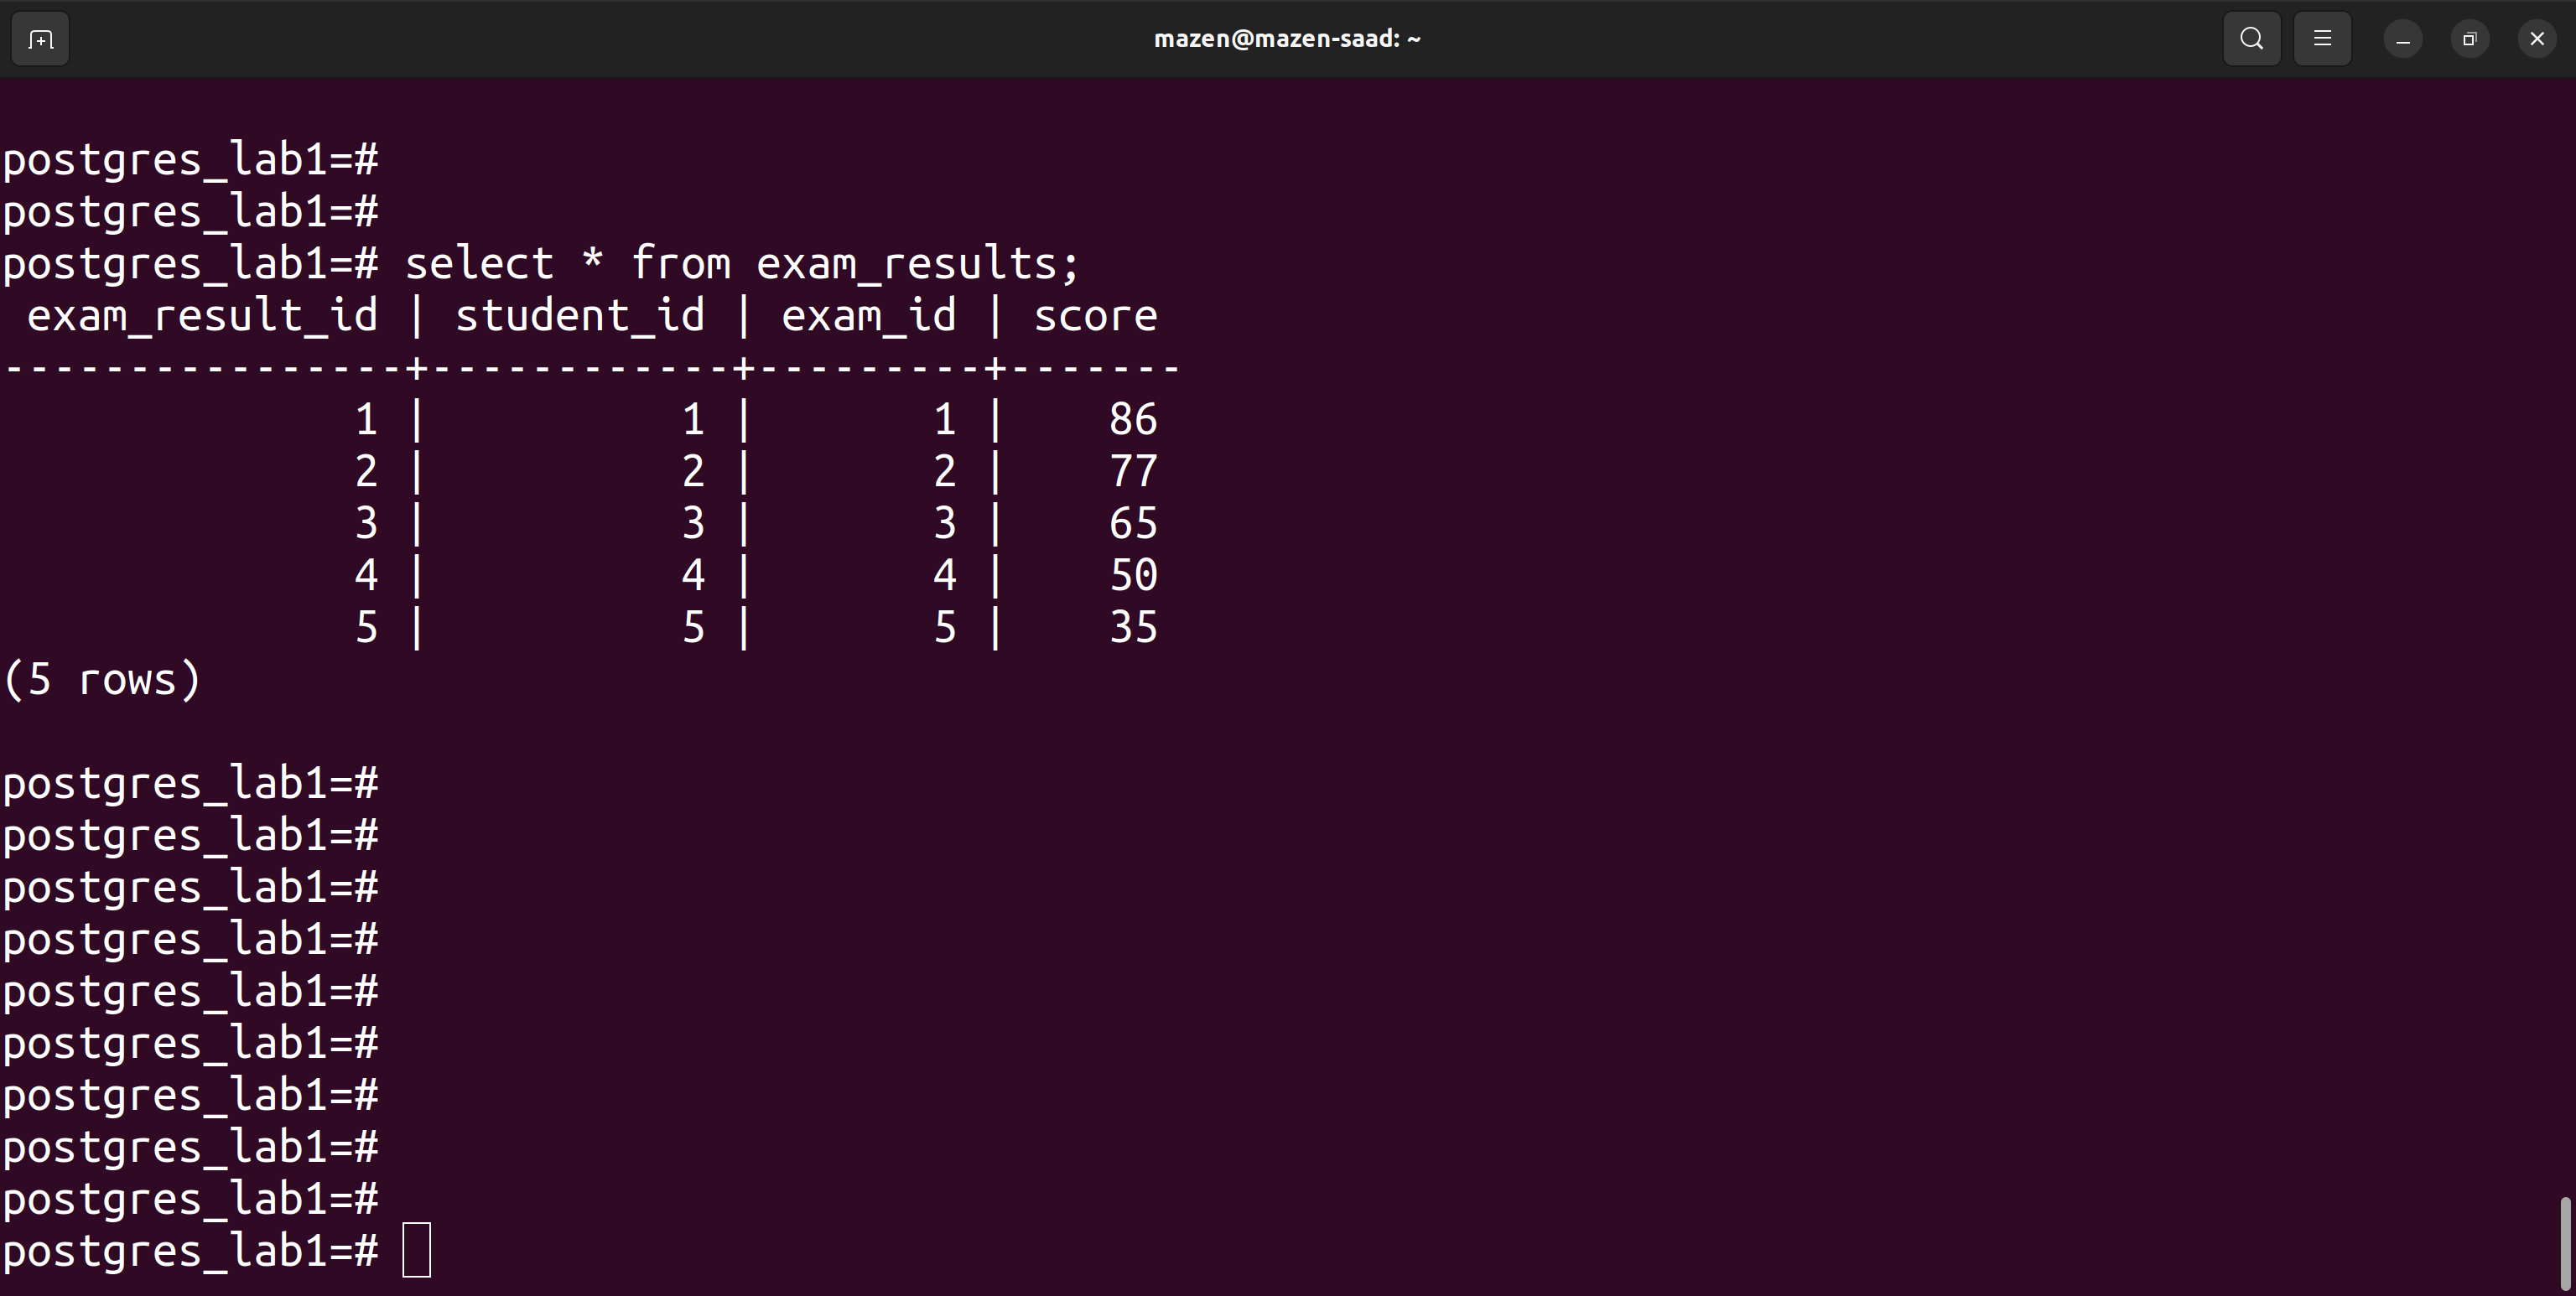 mazen@mazen-saad: ~
postgres_lab1=#
postgres_lab1=#
postgres_lab1=# select * from exam_results;
 exam_result_id | student_id | exam_id | score
----------------+------------+---------+-------
              1 |          1 |       1 |    86
              2 |          2 |       2 |    77
              3 |          3 |       3 |    65
              4 |          4 |       4 |    50
              5 |          5 |       5 |    35
(5 rows)
postgres_lab1=#
postgres_lab1=#
postgres_lab1=#
postgres_lab1=#
postgres_lab1=#
postgres_lab1=#
postgres_lab1=#
postgres_lab1=#
postgres_lab1=#
postgres_lab1=#